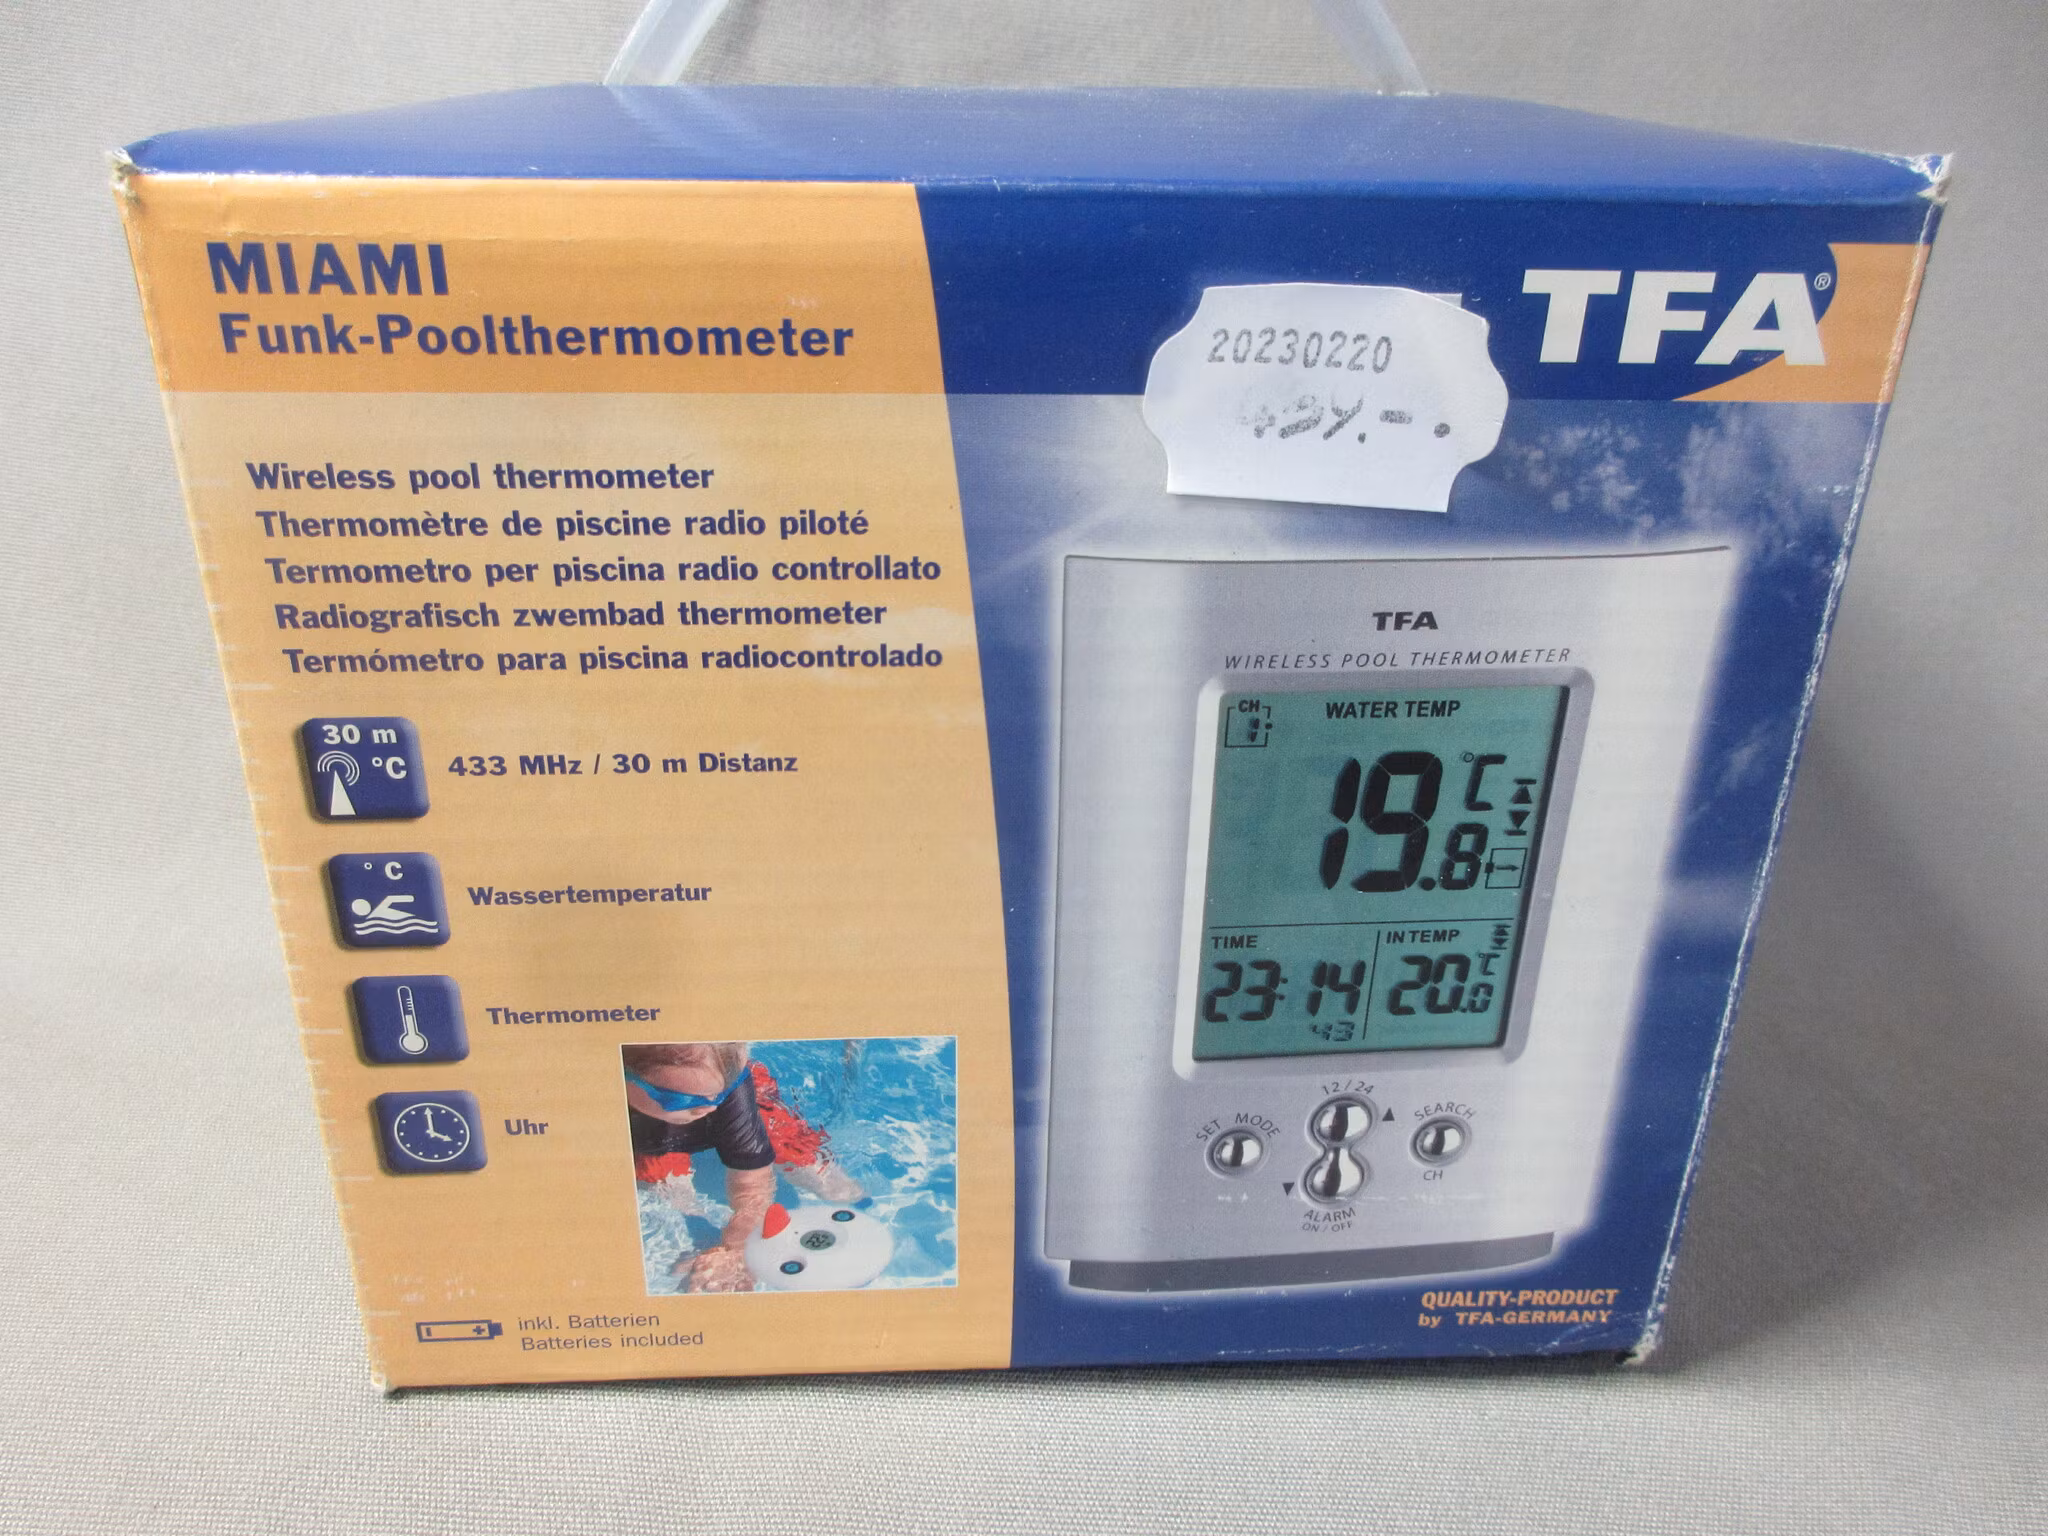 MIAMI
Funk-Poolthermometer
TFA®
20230220
Wireless pool thermometer
Thermomètre de piscine radio piloté
Termometro per piscina radio controllato
Radiografisch zwembad thermometer
Termómetro para piscina radiocontrolado
30 m
°C
433 MHz / 30 m Distanz
° C
Wassertemperatur
Thermometer
Uhr
inkl. Batterien
Batteries included
TFA
WIRELESS POOL THERMOMETER
CH
WATER TEMP
19.8 °C
TIME
IN TEMP
23:14
20.0 °C
43
12/24
SET MODE
SEARCH
CH
ALARM
ON / OFF
QUALITY-PRODUCT
by TFA-GERMANY